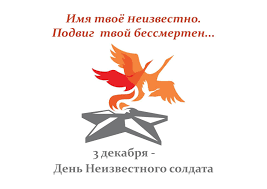 Имя твоё неизвестно.
Подвиг твой бессмертен...
3 декабря -
День Неизвестного солдата